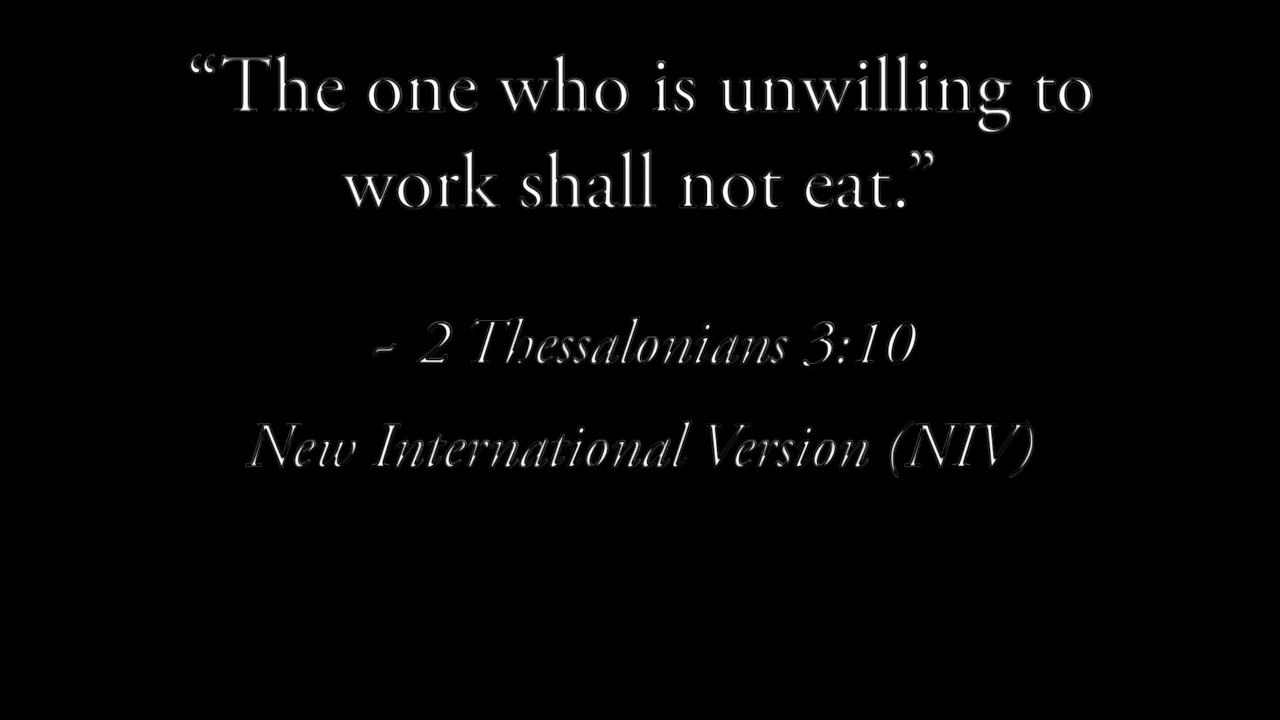 “The one who is unwilling to
work shall not eat.”
- 2 Thessalonians 3:10
New International Version (NIV)